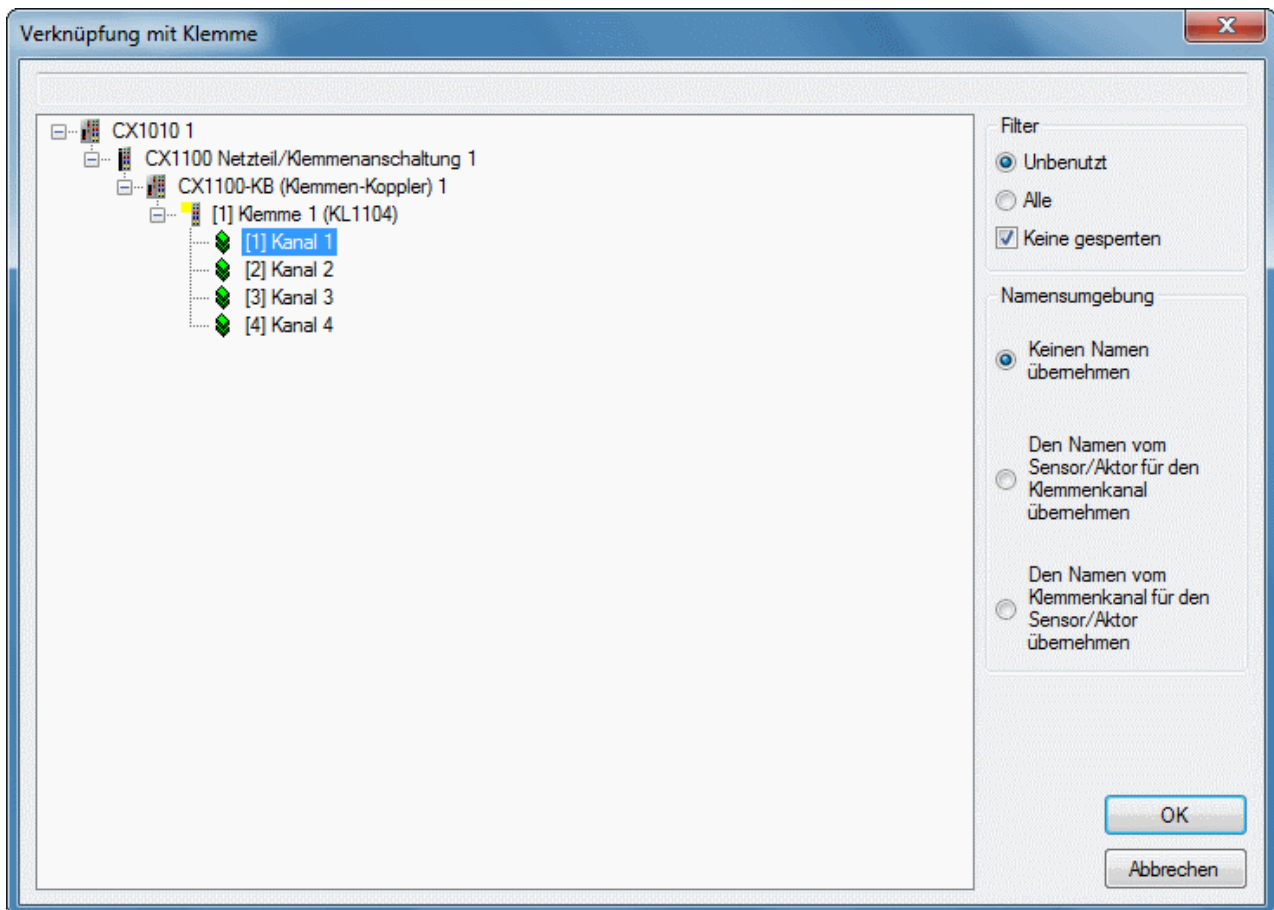 Verknüpfung mit Klemme
CX1010 1
CX1100 Netzteil/Klemmenanschaltung 1
CX1100-KB (Klemmen-Koppler) 1
[1] Klemme 1 (KL1104)
[1] Kanal 1
[2] Kanal 2
[3] Kanal 3
[4] Kanal 4
Filter
Unbenutzt
Alle
Keine gesperrten
Namensumgebung
Keinen Namen
übernehmen
Den Namen vom
Sensor/Aktor für den
Klemmenkanal
übernehmen
Den Namen vom
Klemmenkanal für den
Sensor/Aktor
übernehmen
OK
Abbrechen